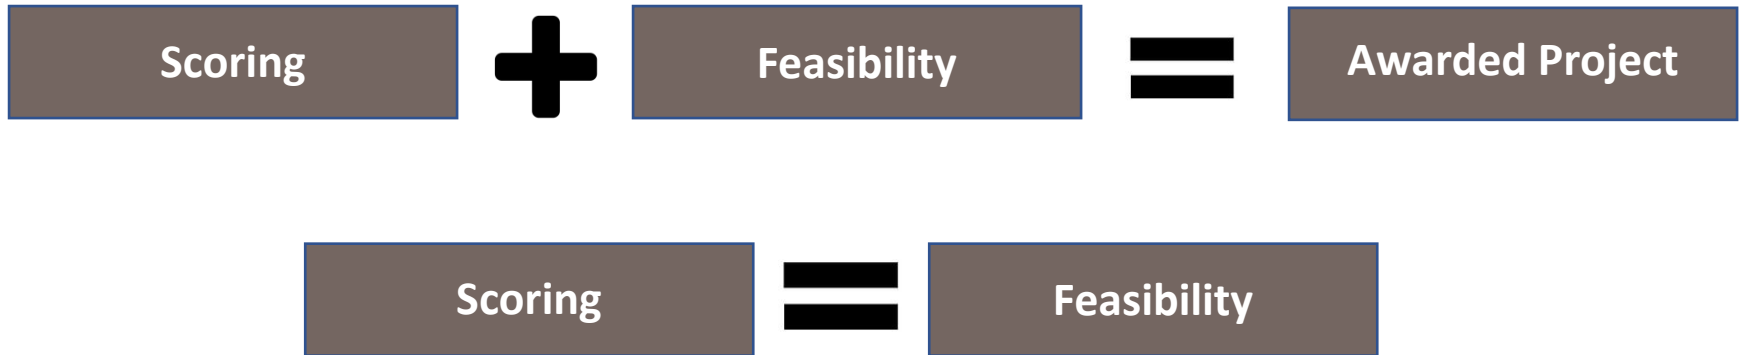 Scoring + Feasibility = Awarded Project
Scoring = Feasibility